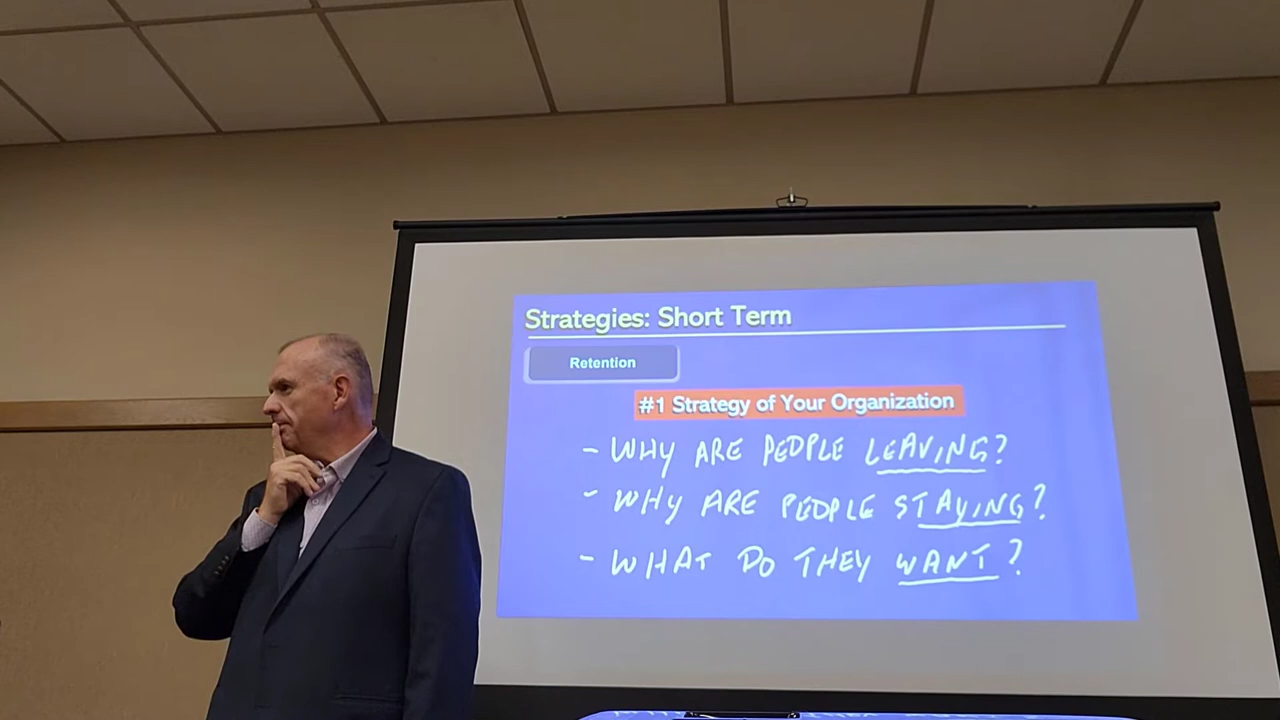 Strategies: Short Term
Retention
#1 Strategy of Your Organization
- WHY ARE PEOPLE LEAVING?
- WHY ARE PEOPLE STAYING?
- WHAT DO THEY WANT?